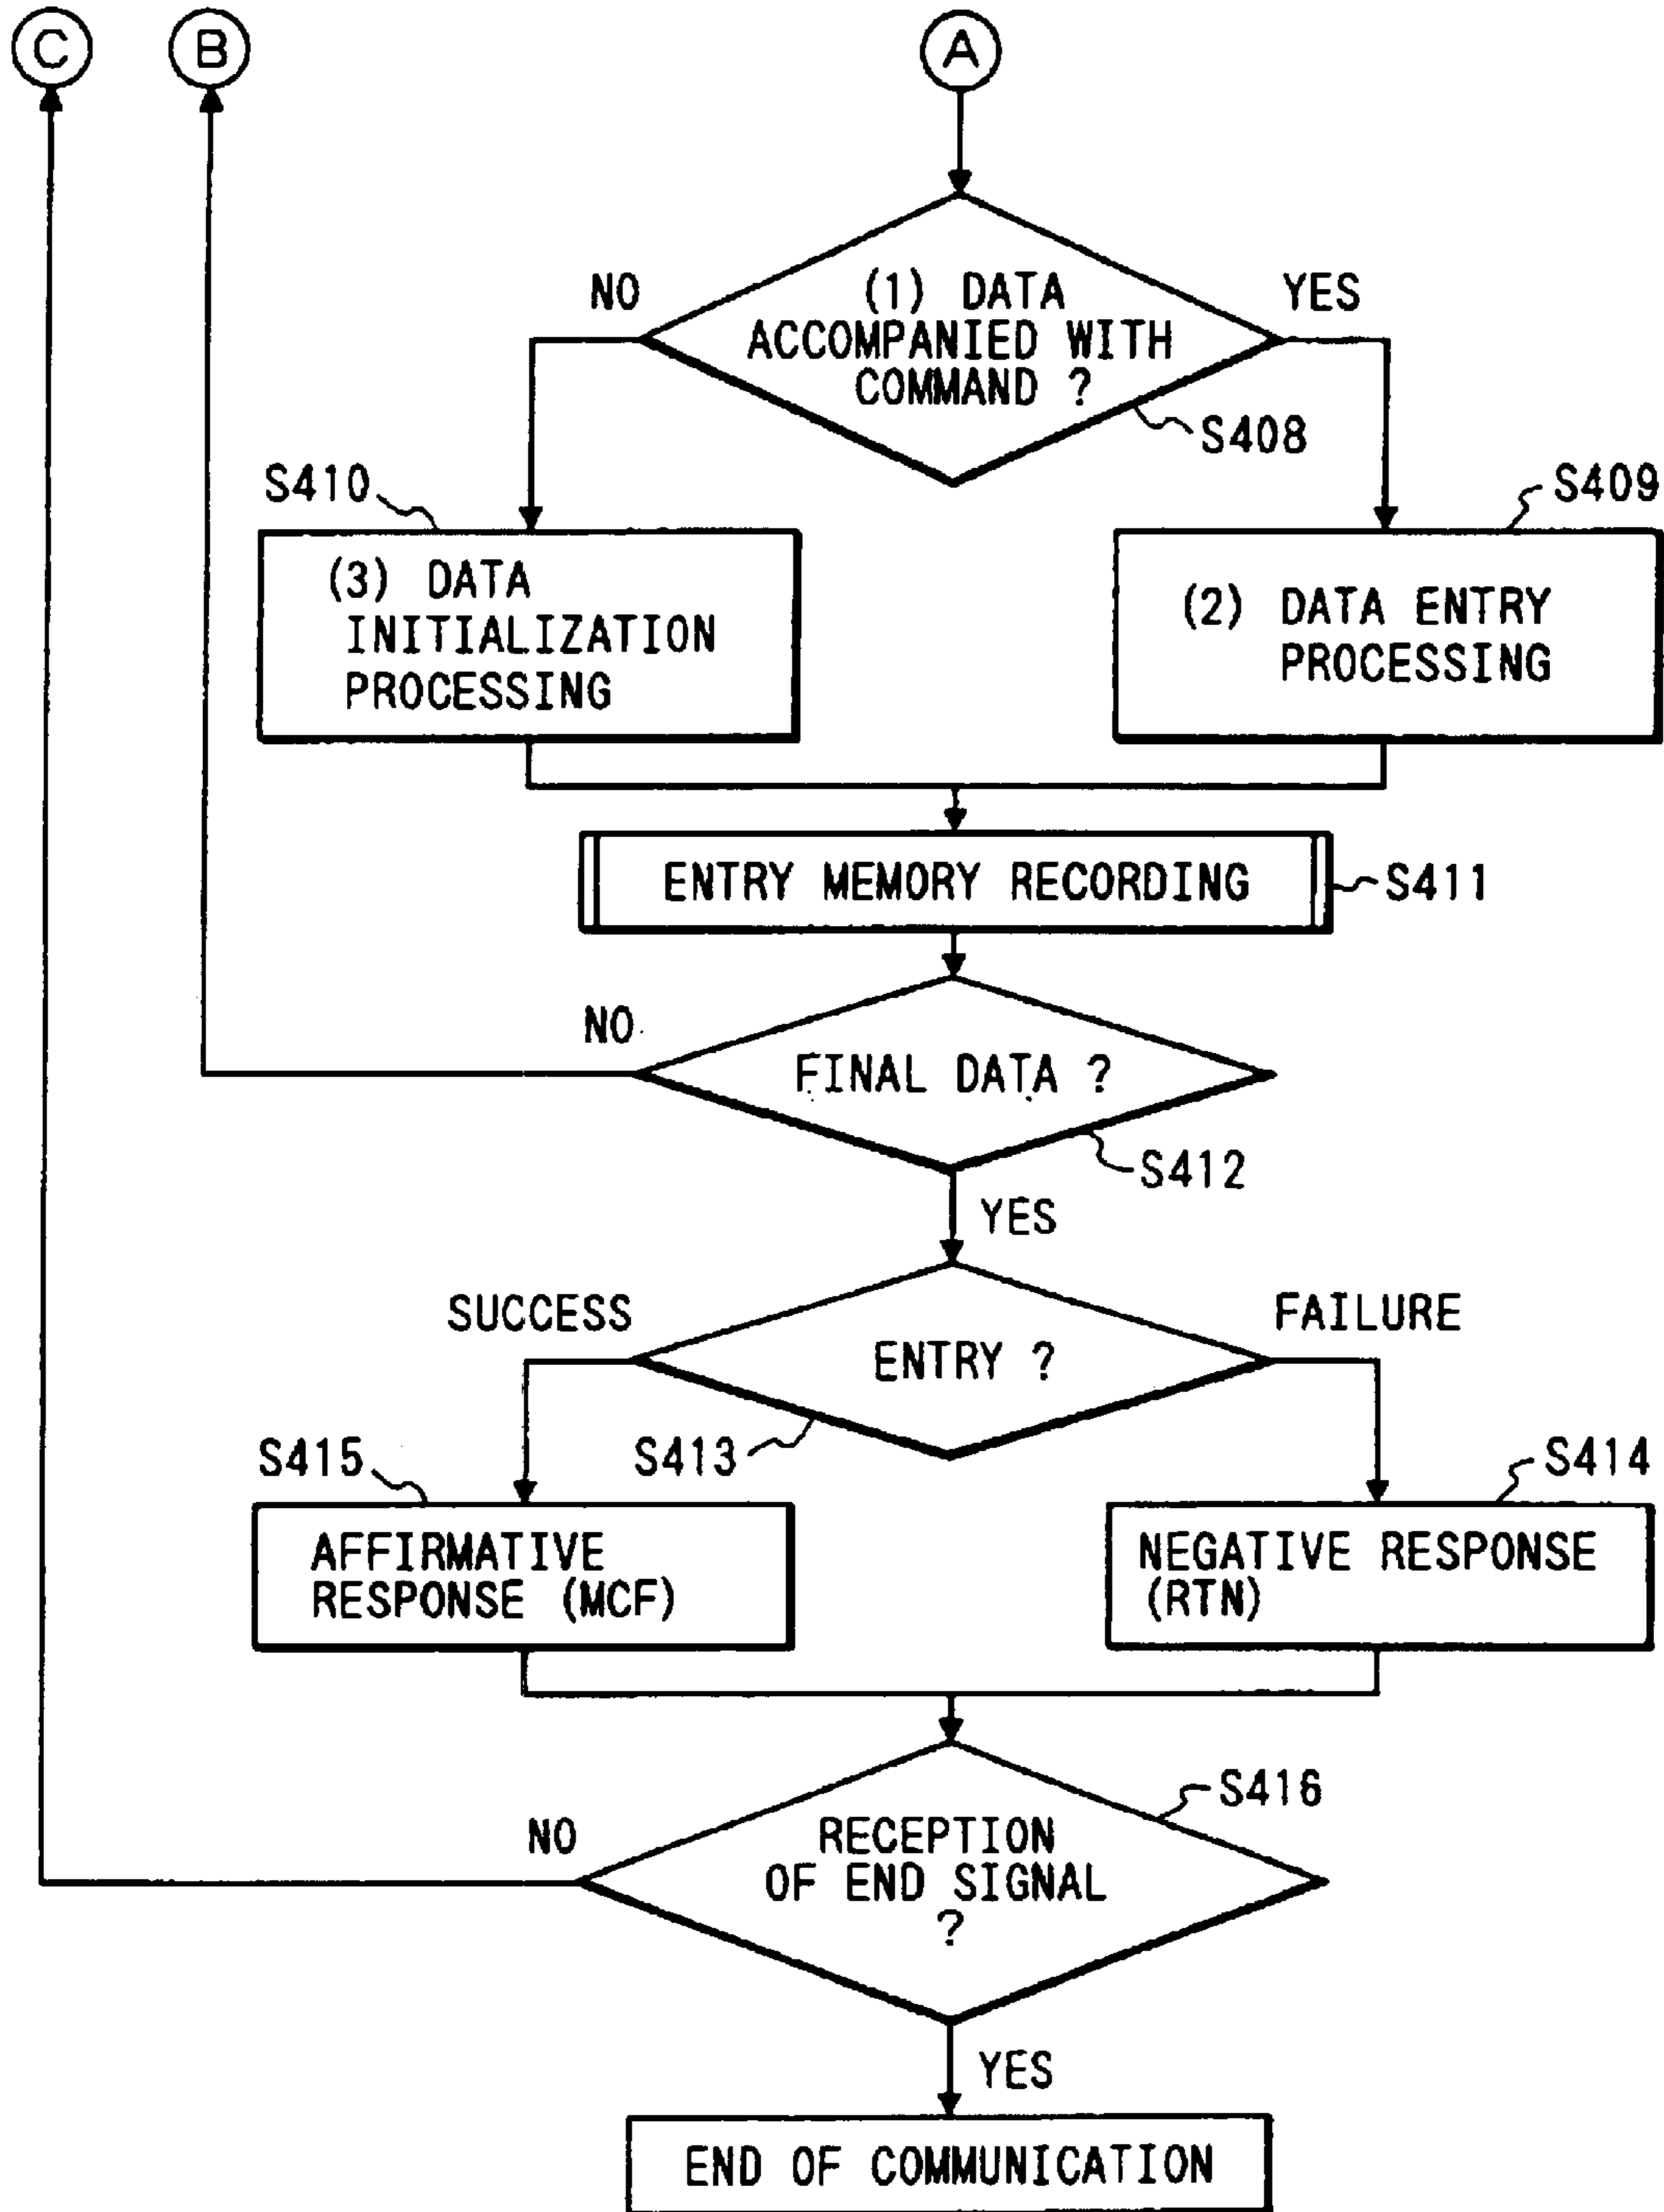 C
B
A
NO
(1) DATA
YES
ACCOMPANIED WITH
COMMAND ?
S408
S410
S409
(3) DATA
INITIALIZATION
PROCESSING
(2) DATA ENTRY
PROCESSING
ENTRY MEMORY RECORDING
S411
NO
FINAL DATA ?
S412
YES
SUCCESS
FAILURE
ENTRY ?
S415
S413
S414
AFFIRMATIVE
RESPONSE (MCF)
NEGATIVE RESPONSE
(RTN)
S416
NO
RECEPTION
OF END SIGNAL
?
YES
END OF COMMUNICATION